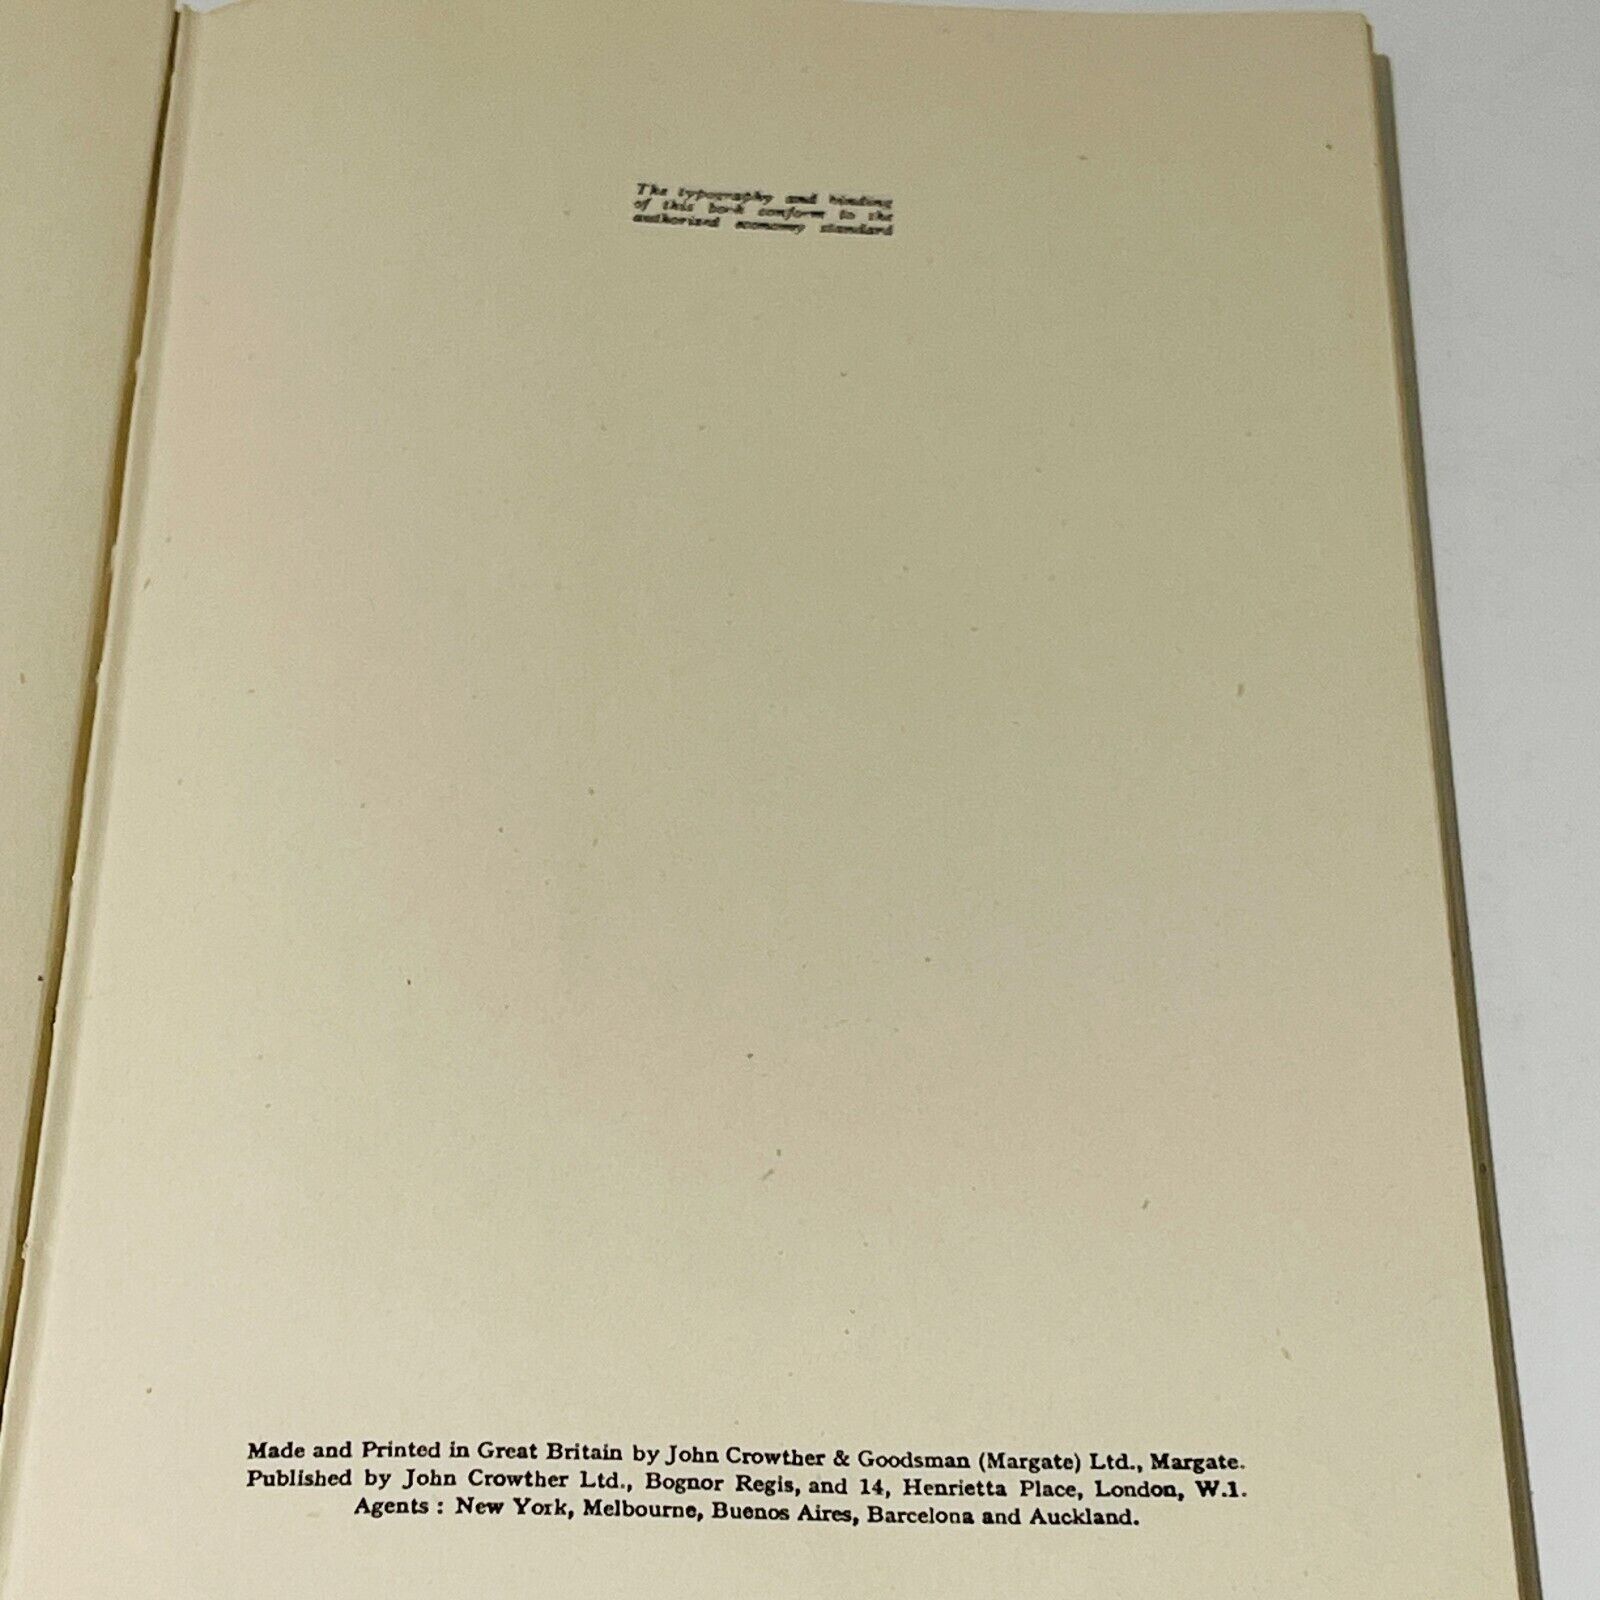 The typography and binding
of this book conform to the
authorized economy standard
Made and Printed in Great Britain by John Crowther & Goodsman (Margate) Ltd., Margate.
Published by John Crowther Ltd., Bognor Regis, and 14, Henrietta Place, London, W.1.
Agents : New York, Melbourne, Buenos Aires, Barcelona and Auckland.